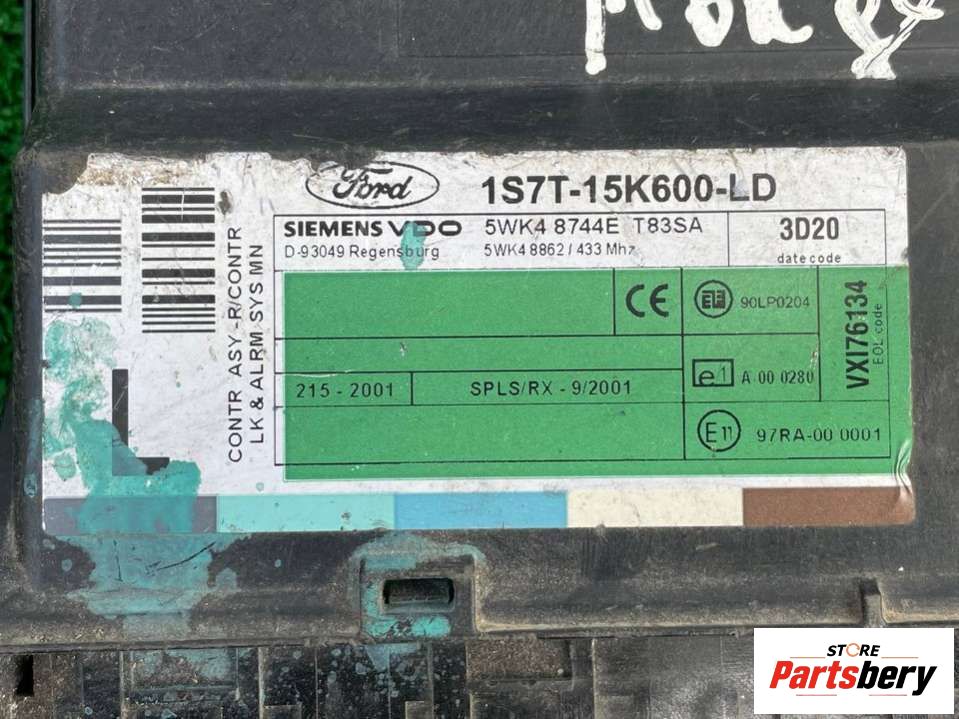 Ford
1S7T-15K600-LD
SIEMENS VDO
D-93049 Regensburg
5WK4 8744E T83SA
5WK4 8862 / 433 Mhz
3D20
date code
CONTR ASY -R/CONTR
LK & ALRM SYS MN
L
CE
90LP0204
VXI76134
EOL code
215 - 2001
SPLS/RX - 9/2001
e1
A 00 0280
E11
97RA-00 0001
STORE
Partsbery